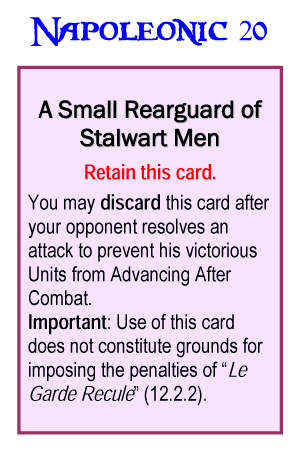 Napoleonic 20
A Small Rearguard of
Stalwart Men
Retain this card.
You may discard this card after
your opponent resolves an
attack to prevent his victorious
Units from Advancing After
Combat.
Important: Use of this card
does not constitute grounds for
imposing the penalties of “Le
Garde Recule” (12.2.2).